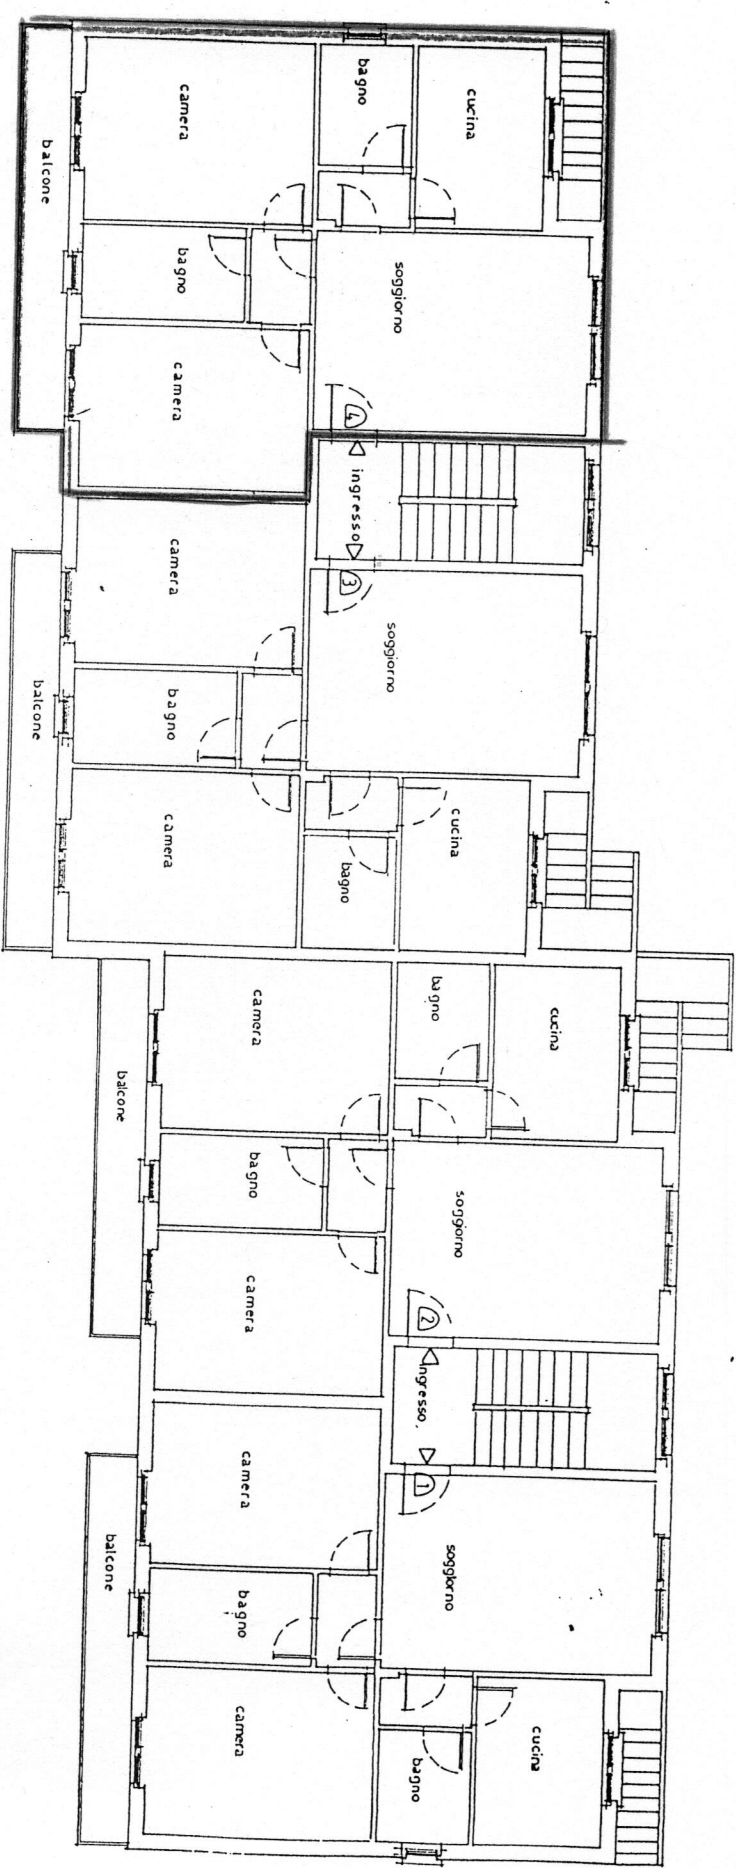 camera
bagno
cucina
balcone
bagno
soggiorno
camera
4
ingresso
3
camera
soggiorno
bagno
balcone
camera
cucina
bagno
camera
bagno
cucina
balcone
bagno
soggiorno
camera
2
ingresso
1
camera
soggiorno
balcone
bagno
camera
bagno
cucina